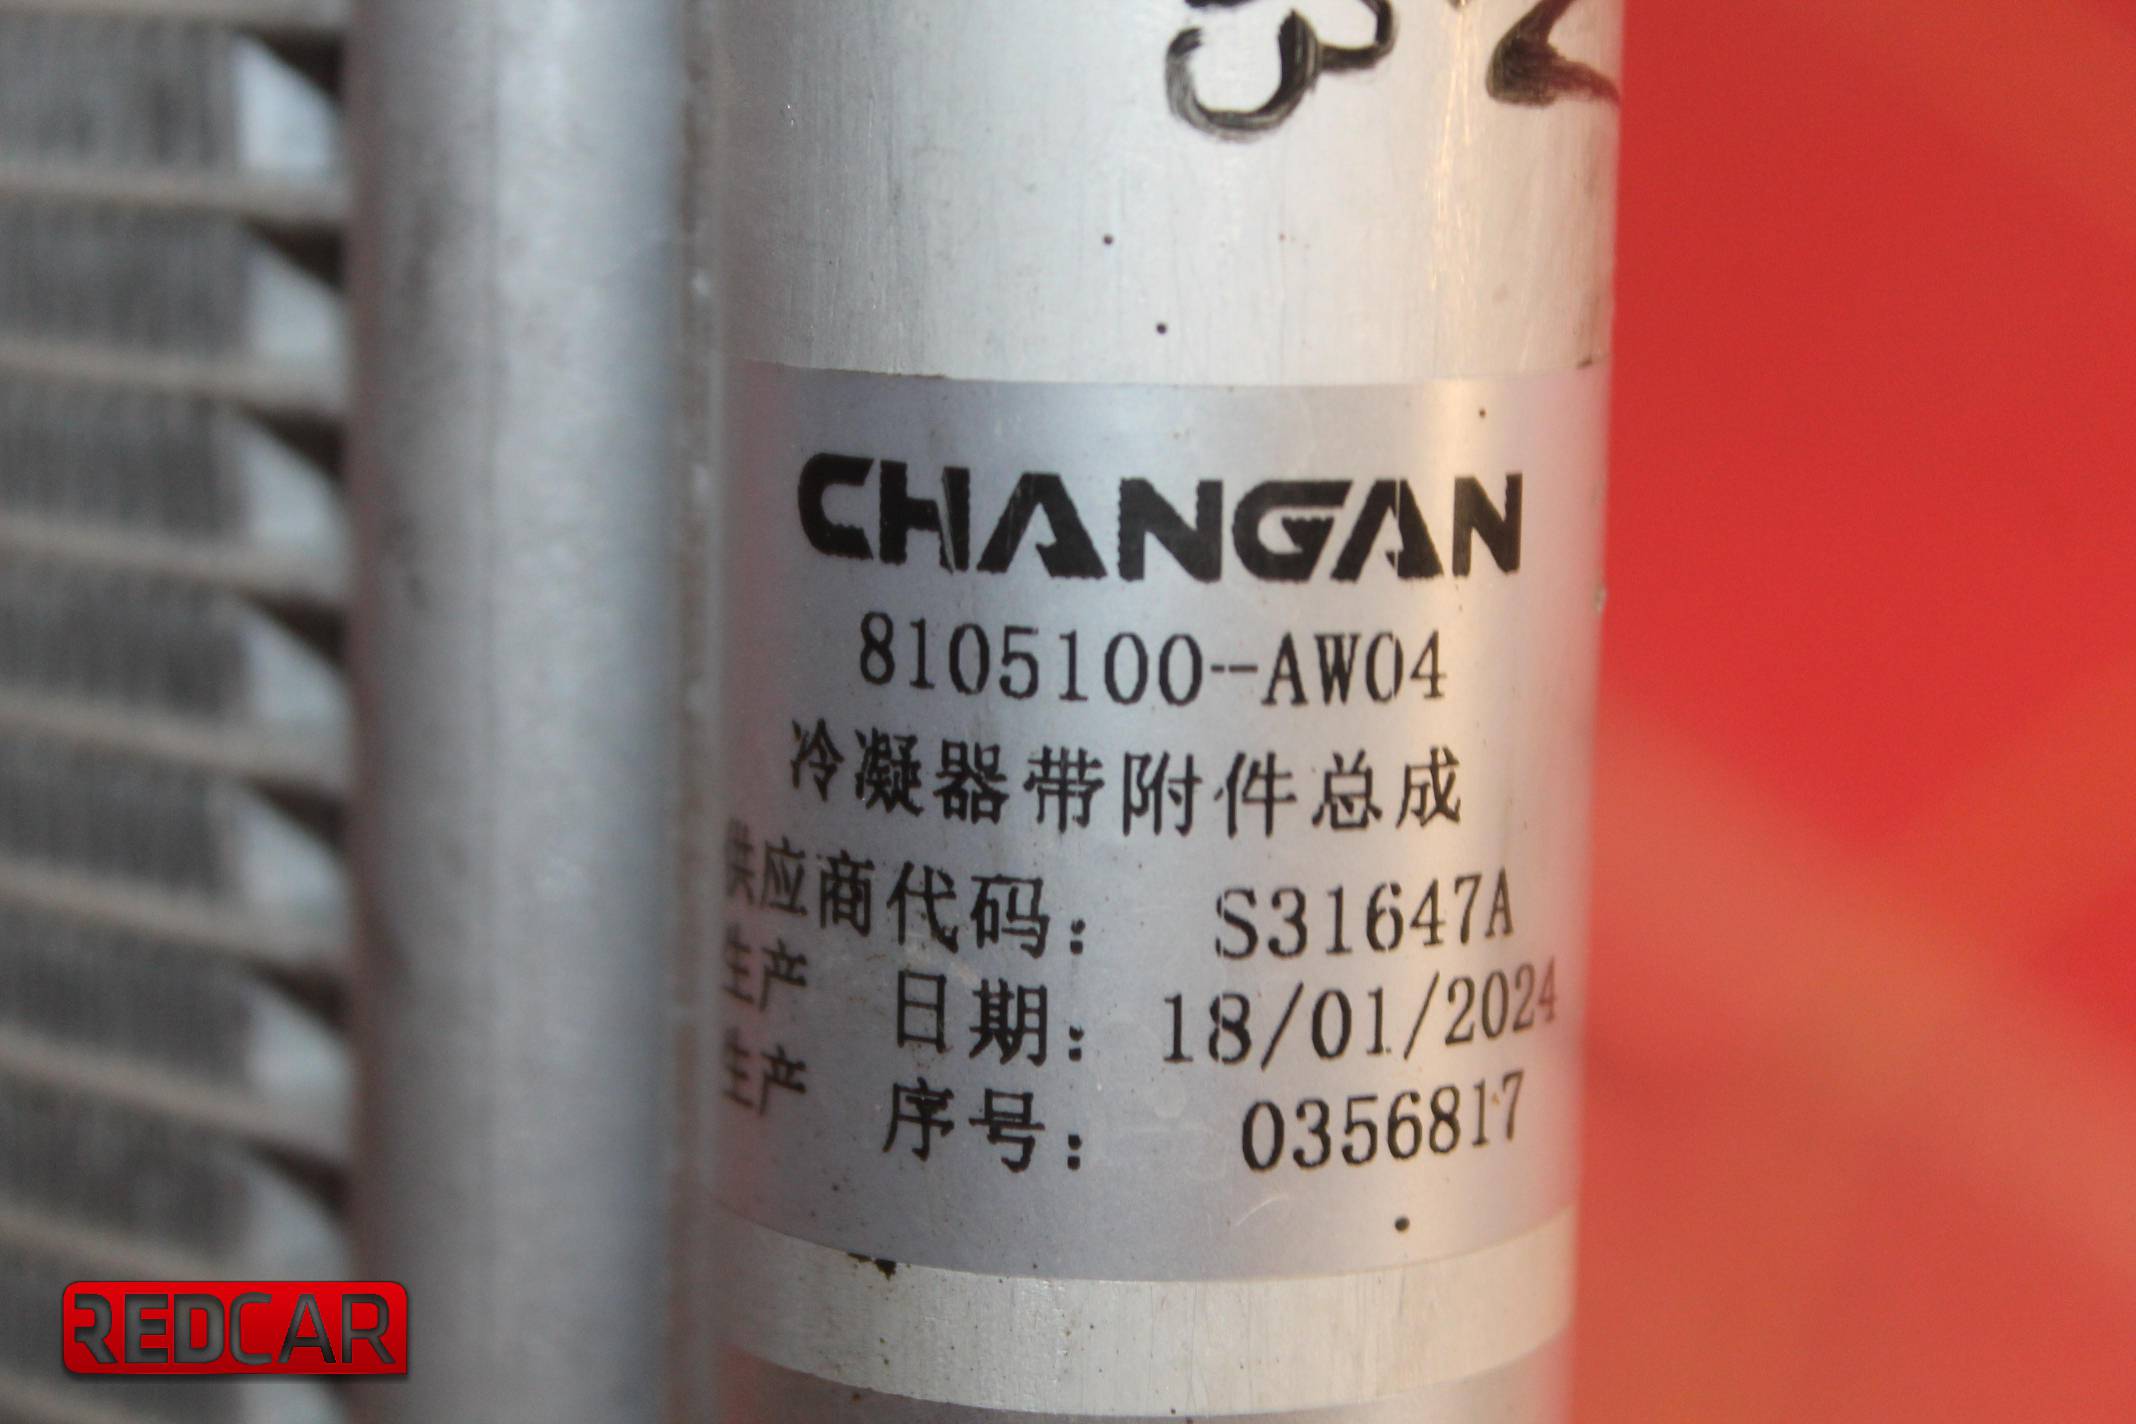 CHANGAN
8105100--AW04
冷凝器带附件总成
供应商代码： S31647A
生产 日期： 18/01/2024
生产 序号： 0356817
REDCAR